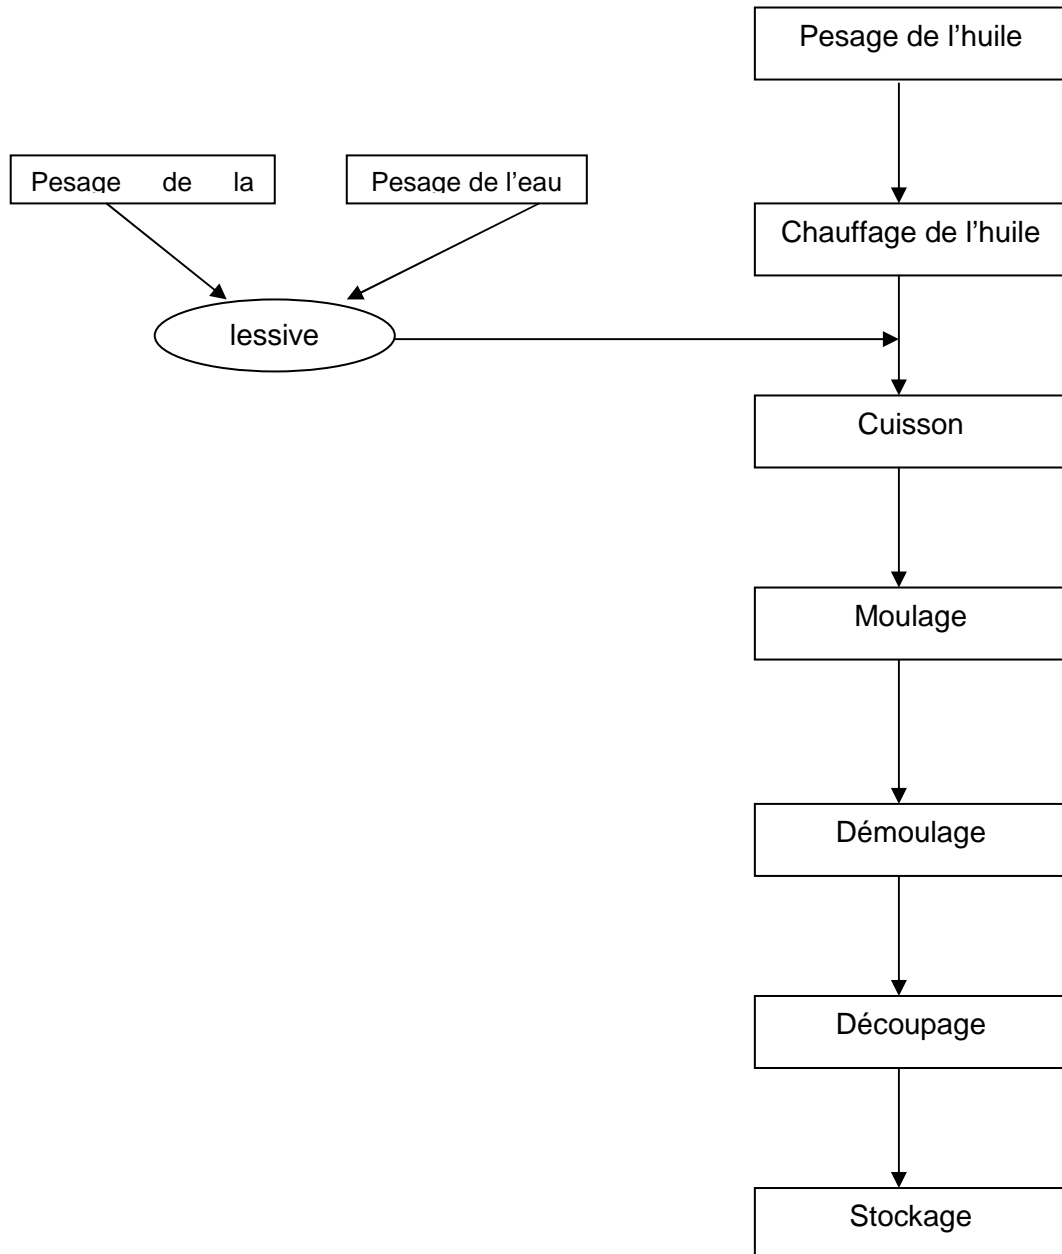 Pesage de l’huile
Pesage de la
Pesage de l’eau
Chauffage de l’huile
lessive
Cuisson
Moulage
Démoulage
Découpage
Stockage